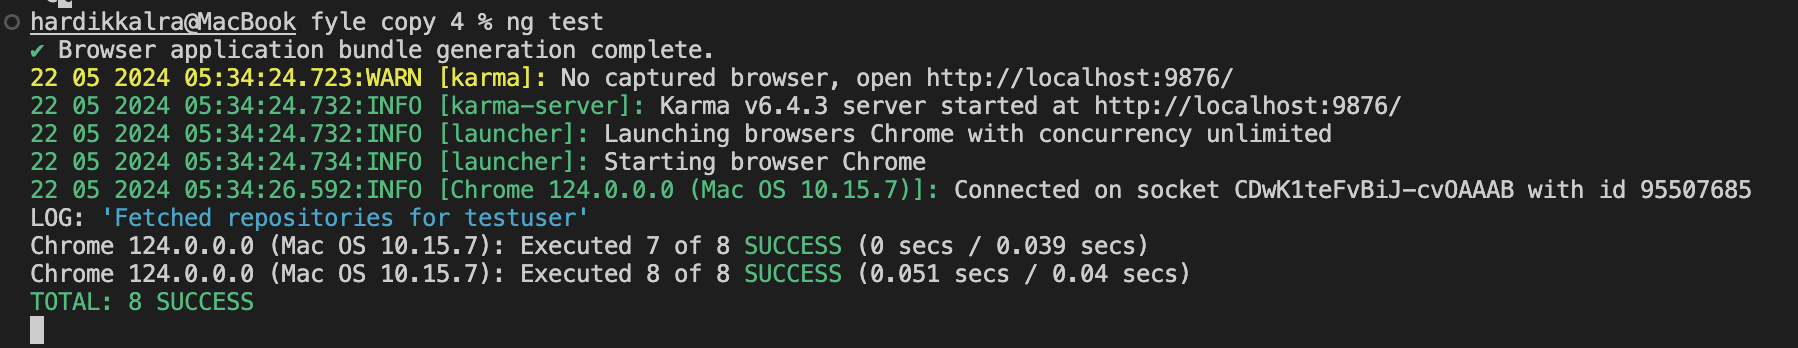 hardikkalra@MacBook fyle copy 4 % ng test
✔ Browser application bundle generation complete.
22 05 2024 05:34:24.723:WARN [karma]: No captured browser, open http://localhost:9876/
22 05 2024 05:34:24.732:INFO [karma-server]: Karma v6.4.3 server started at http://localhost:9876/
22 05 2024 05:34:24.732:INFO [launcher]: Launching browsers Chrome with concurrency unlimited
22 05 2024 05:34:24.734:INFO [launcher]: Starting browser Chrome
22 05 2024 05:34:26.592:INFO [Chrome 124.0.0.0 (Mac OS 10.15.7)]: Connected on socket CDwK1teFvBiJ-cvOAAAB with id 95507685
LOG: 'Fetched repositories for testuser'
Chrome 124.0.0.0 (Mac OS 10.15.7): Executed 7 of 8 SUCCESS (0 secs / 0.039 secs)
Chrome 124.0.0.0 (Mac OS 10.15.7): Executed 8 of 8 SUCCESS (0.051 secs / 0.04 secs)
TOTAL: 8 SUCCESS